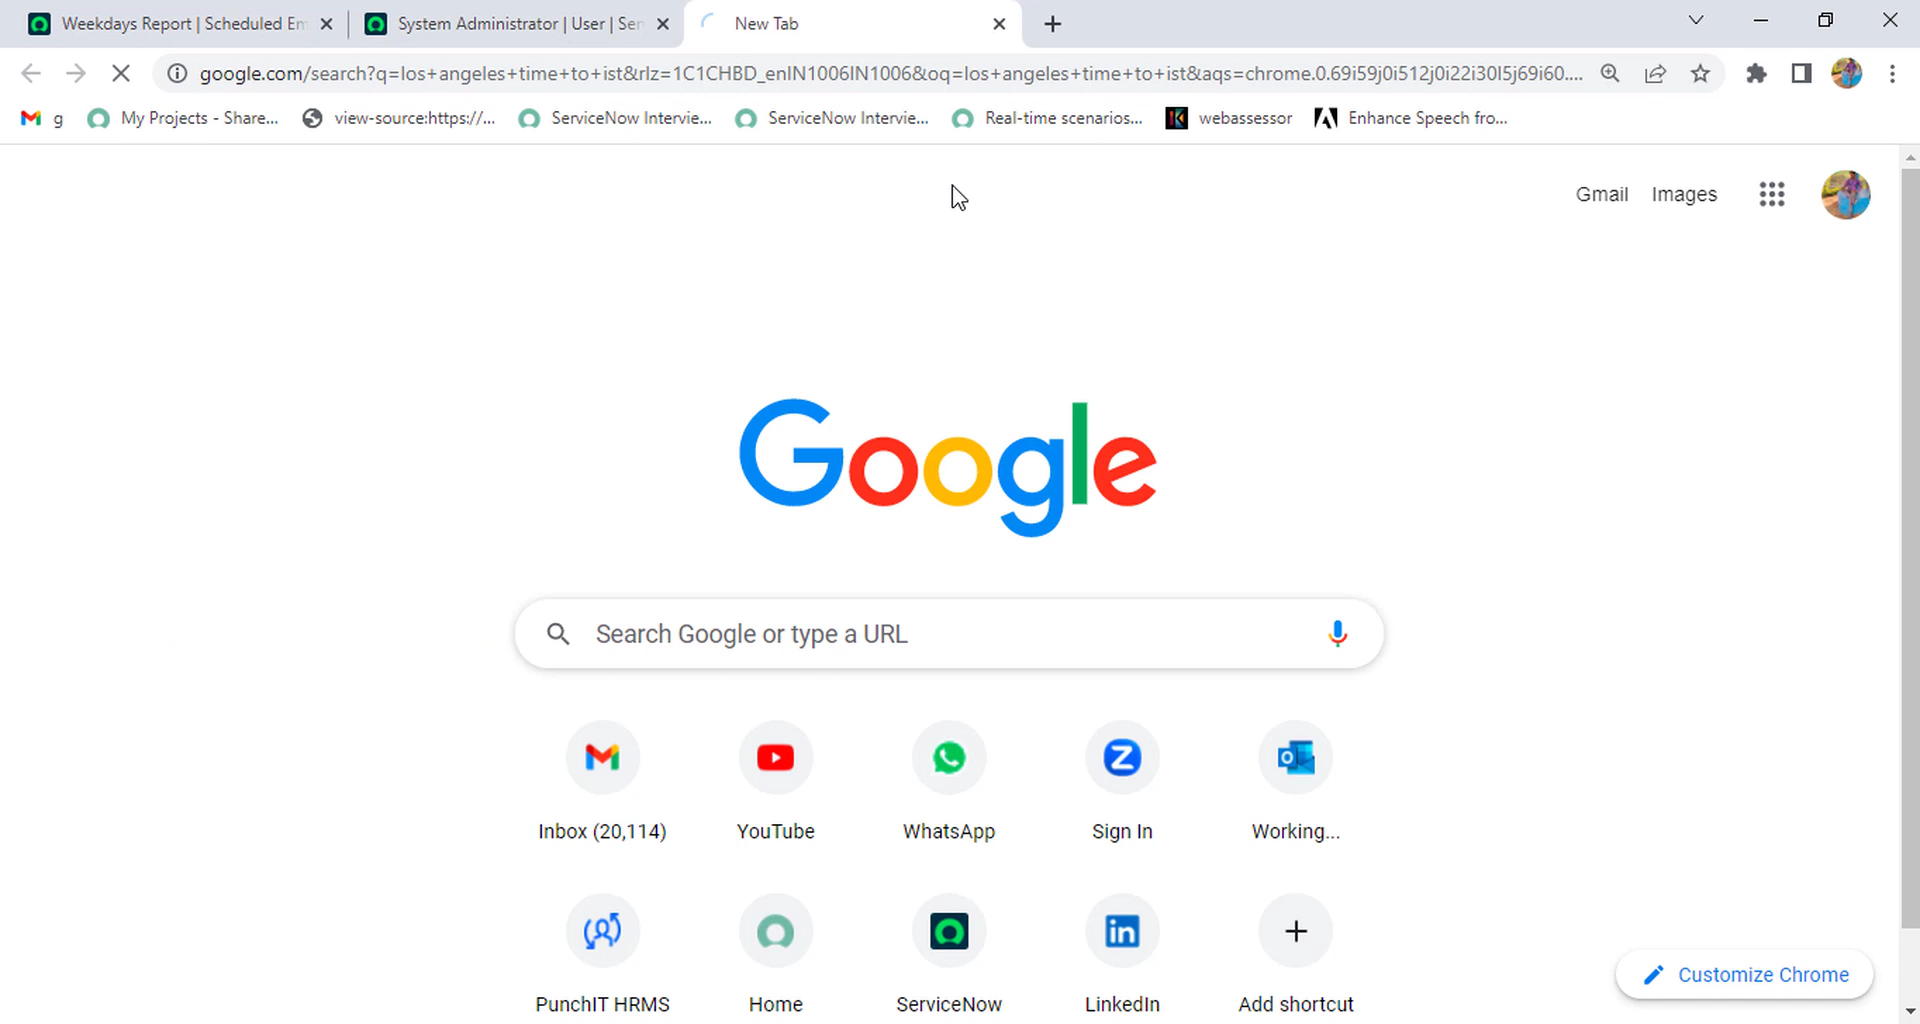 Weekdays Report | Scheduled Em
System Administrator | User | Ser
New Tab
google.com/search?q=los+angeles+time+to+ist&rlz=1C1CHBD_enIN1006IN1006&oq=los+angeles+time+to+ist&aqs=chrome.0.69i59j0i512j0i22i30l5j69i60....
g
My Projects - Share...
view-source:https://...
ServiceNow Intervie...
ServiceNow Intervie...
Real-time scenarios...
webassessor
Enhance Speech fro...
Gmail
Images
Google
Search Google or type a URL
Inbox (20,114)
YouTube
WhatsApp
Sign In
Working...
PunchIT HRMS
Home
ServiceNow
LinkedIn
Add shortcut
Customize Chrome